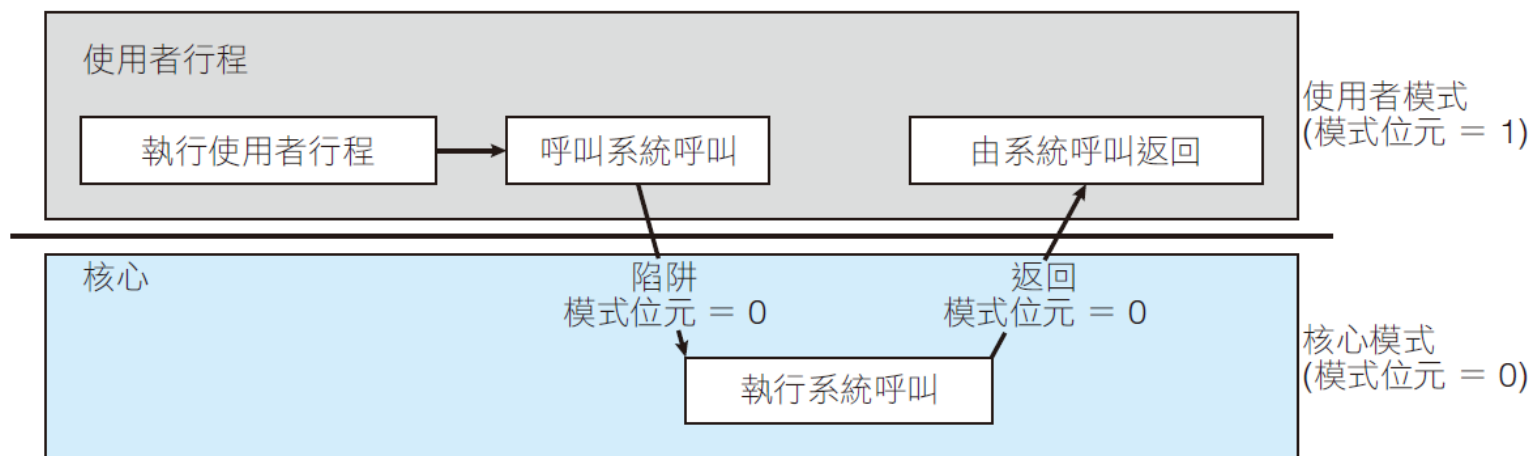 使用者行程
執行使用者行程
呼叫系統呼叫
由系統呼叫返回
使用者模式
(模式位元 = 1)
核心
陷阱
模式位元 = 0
返回
模式位元 = 0
執行系統呼叫
核心模式
(模式位元 = 0)